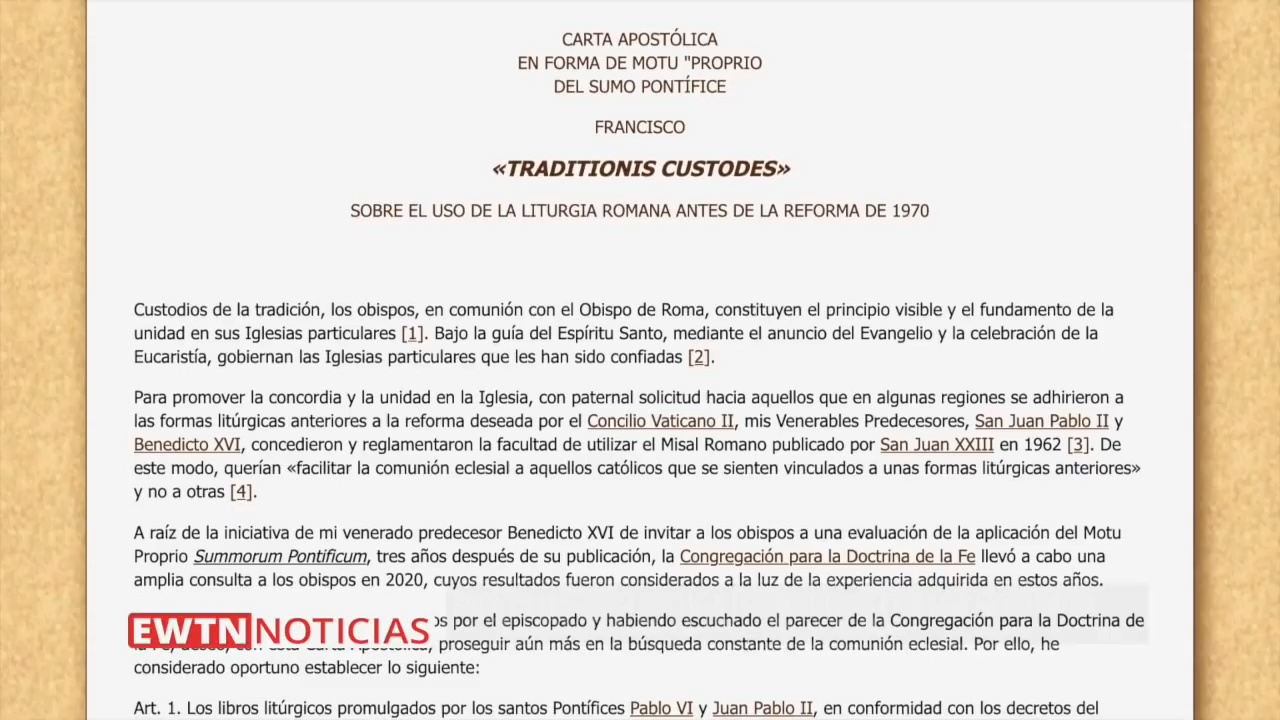 CARTA APOSTÓLICA
EN FORMA DE MOTU "PROPRIO
DEL SUMO PONTÍFICE
FRANCISCO
«TRADITIONIS CUSTODES»
SOBRE EL USO DE LA LITURGIA ROMANA ANTES DE LA REFORMA DE 1970
Custodios de la tradición, los obispos, en comunión con el Obispo de Roma, constituyen el principio visible y el fundamento de la
unidad en sus Iglesias particulares [1]. Bajo la guía del Espíritu Santo, mediante el anuncio del Evangelio y la celebración de la
Eucaristía, gobiernan las Iglesias particulares que les han sido confiadas [2].
Para promover la concordia y la unidad en la Iglesia, con paternal solicitud hacia aquellos que en algunas regiones se adhirieron a
las formas litúrgicas anteriores a la reforma deseada por el Concilio Vaticano II, mis Venerables Predecesores, San Juan Pablo II y
Benedicto XVI, concedieron y reglamentaron la facultad de utilizar el Misal Romano publicado por San Juan XXIII en 1962 [3]. De
este modo, querían «facilitar la comunión eclesial a aquellos católicos que se sienten vinculados a unas formas litúrgicas anteriores»
y no a otras [4].
A raíz de la iniciativa de mi venerado predecesor Benedicto XVI de invitar a los obispos a una evaluación de la aplicación del Motu
Proprio Summorum Pontificum, tres años después de su publicación, la Congregación para la Doctrina de la Fe llevó a cabo una
amplia consulta a los obispos en 2020, cuyos resultados fueron considerados a la luz de la experiencia adquirida en estos años.
por el episcopado y habiendo escuchado el parecer de la Congregación para la Doctrina de
EWTN NOTICIAS
proseguir aún más en la búsqueda constante de la comunión eclesial. Por ello, he
considerado oportuno establecer lo siguiente:
Art. 1. Los libros litúrgicos promulgados por los santos Pontífices Pablo VI y Juan Pablo II, en conformidad con los decretos del